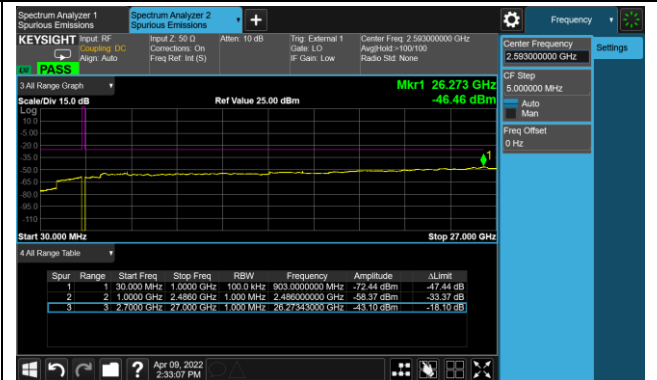 Spectrum Analyzer 1
Spurious Emissions
Spectrum Analyzer 2
Spurious Emissions
+
Frequency
KEYSIGHT
Input: RF
Coupling: DC
Align: Auto
Input Z: 50 Ω
Corrections: On
Freq Ref: Int (S)
Atten: 10 dB
Trig: External 1
Gate: LO
IF Gain: Low
Center Freq: 2.593000000 GHz
Avg|Hold:>100/100
Radio Std: None
PASS
Center Frequency
2.593000000 GHz
Settings
CF Step
5.000000 MHz
Auto
Man
Freq Offset
0 Hz
3 All Range Graph
Mkr1 26.273 GHz
Scale/Div 15.0 dB
Ref Value 25.00 dBm
-46.46 dBm
Log
10.0
-5.00
-20.0
-35.0
-50.0
-65.0
-80.0
-95.0
-110
1
Start 30.000 MHz
Stop 27.000 GHz
4 All Range Table
Spur Range Start Freq Stop Freq RBW Frequency Amplitude ΔLimit
1 1 30.000 MHz 1.0000 GHz 100.0 kHz 903.0000000 MHz -72.44 dBm -47.44 dB
2 2 1.0000 GHz 2.4860 GHz 1.000 MHz 2.486000000 GHz -58.37 dBm -33.37 dB
3 3 2.7000 GHz 27.000 GHz 1.000 MHz 26.27343000 GHz -43.10 dBm -18.10 dB
?
Apr 09, 2022
2:33:07 PM